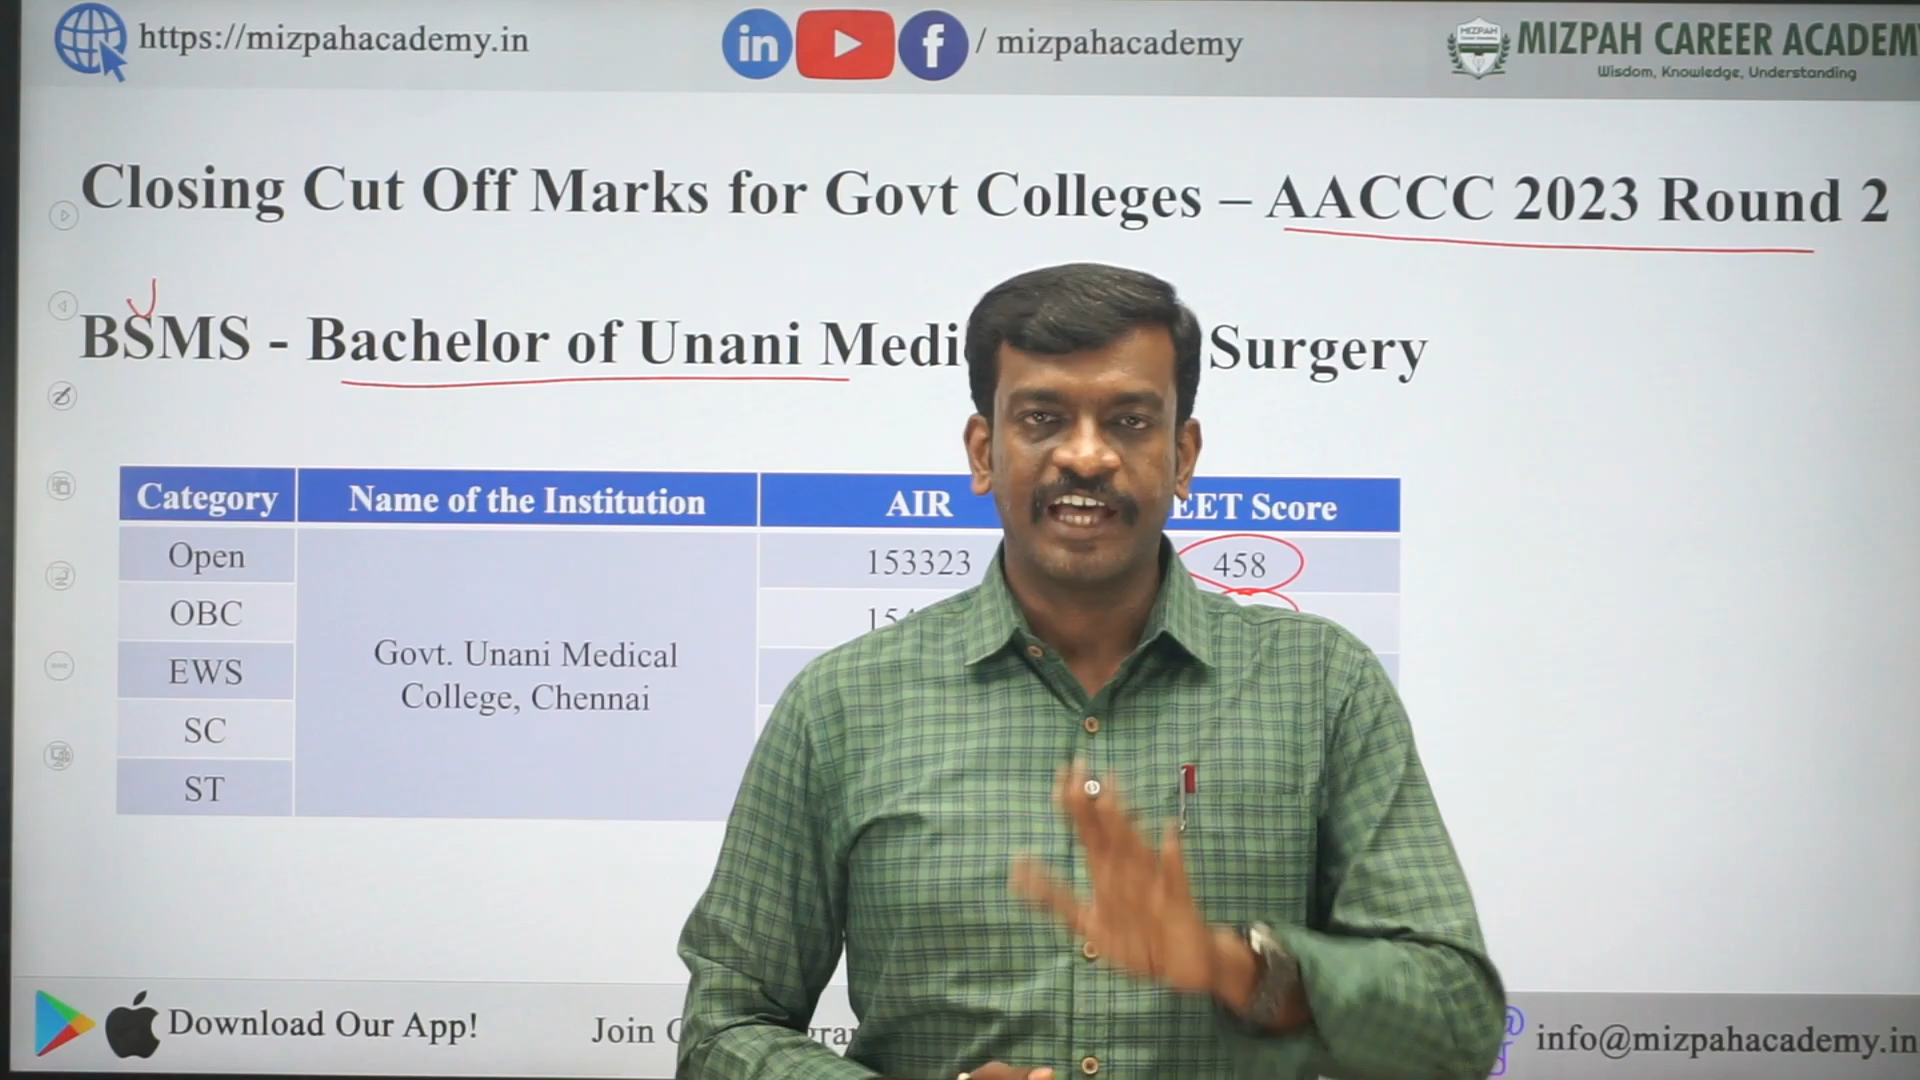 https://mizpahacademy.in
in
f
/ mizpahacademy
MIZPAH
MIZPAH CAREER ACADEM
Wisdom, Knowledge, Understanding
Closing Cut Off Marks for Govt Colleges – AACCC 2023 Round 2
U
BSMS - Bachelor of Unani Medi Surgery
Category Name of the Institution AIR EET Score
Open 153323 458
OBC
EWS
SC
ST
Govt. Unani Medical
College, Chennai
Download Our App!
Join
info@mizpahacademy.in